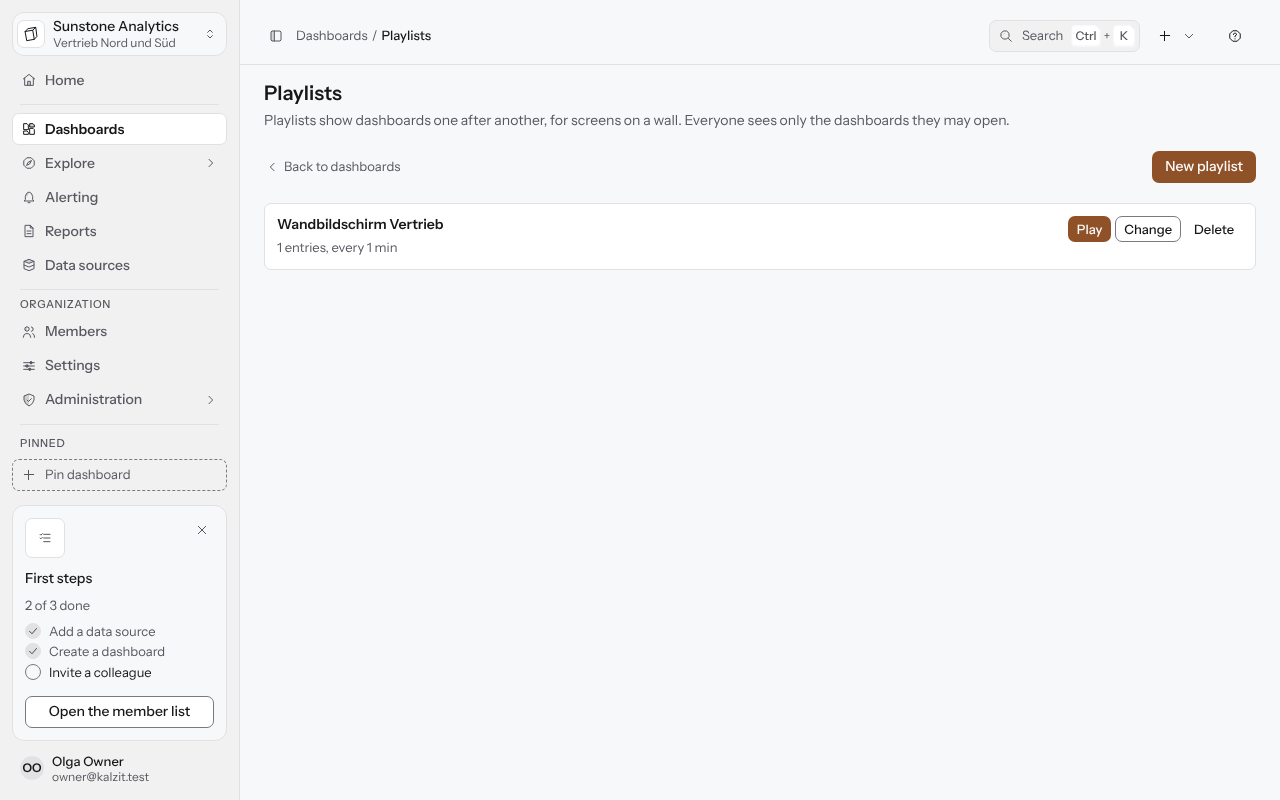 Sunstone Analytics
Vertrieb Nord und Süd
Home
Dashboards
Explore
Alerting
Reports
Data sources
ORGANIZATION
Members
Settings
Administration
PINNED
Pin dashboard
First steps
2 of 3 done
Add a data source
Create a dashboard
Invite a colleague
Open the member list
OO
Olga Owner
owner@kalzit.test
Dashboards / Playlists
Search Ctrl + K
Playlists
Playlists show dashboards one after another, for screens on a wall. Everyone sees only the dashboards they may open.
Back to dashboards
New playlist
Wandbildschirm Vertrieb
1 entries, every 1 min
Play
Change
Delete